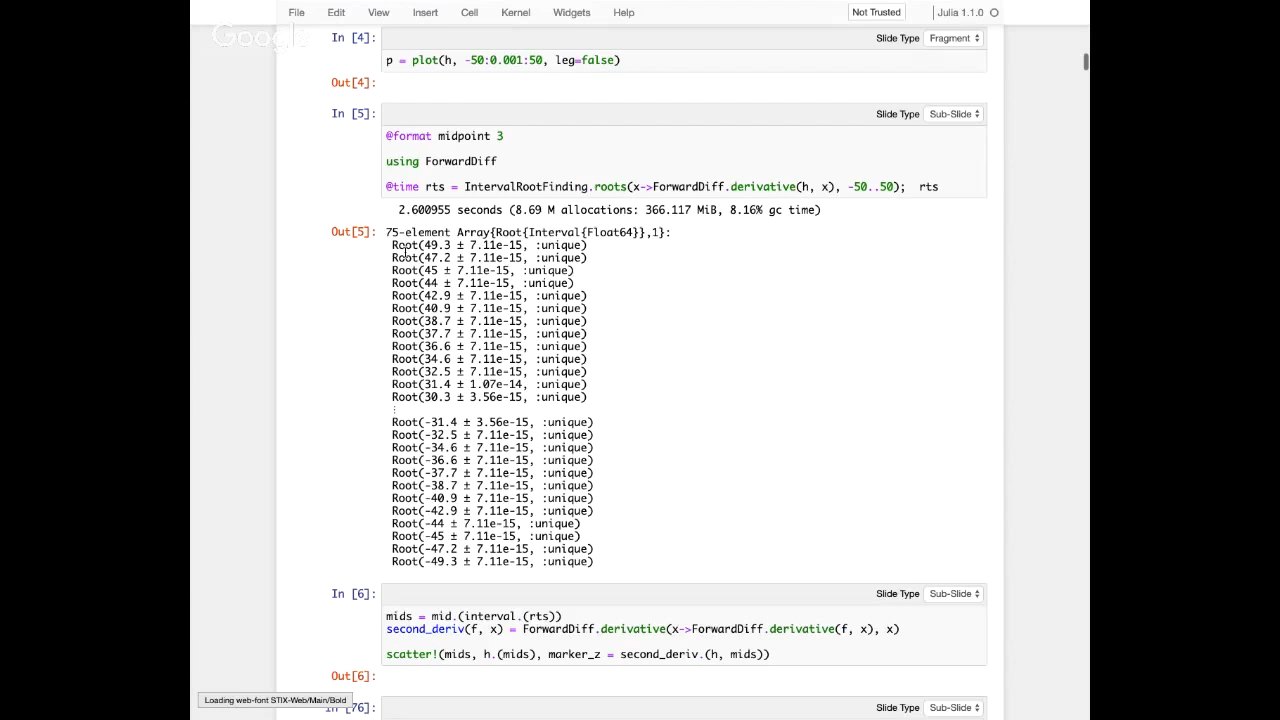 File Edit View Insert Cell Kernel Widgets Help Not Trusted Julia 1.1.0
Google
In [4]: Slide Type Fragment
p = plot(h, -50:0.001:50, leg=false)
Out[4]:
In [5]: Slide Type Sub-Slide
@format midpoint 3
using ForwardDiff
@time rts = IntervalRootFinding.roots(x->ForwardDiff.derivative(h, x), -50..50); rts
2.600955 seconds (8.69 M allocations: 366.117 MiB, 8.16% gc time)
Out[5]: 75-element Array{Root{Interval{Float64}},1}:
Root(49.3 ± 7.11e-15, :unique)
Root(47.2 ± 7.11e-15, :unique)
Root(45 ± 7.11e-15, :unique)
Root(44 ± 7.11e-15, :unique)
Root(42.9 ± 7.11e-15, :unique)
Root(40.9 ± 7.11e-15, :unique)
Root(38.7 ± 7.11e-15, :unique)
Root(37.7 ± 7.11e-15, :unique)
Root(36.6 ± 7.11e-15, :unique)
Root(34.6 ± 7.11e-15, :unique)
Root(32.5 ± 7.11e-15, :unique)
Root(31.4 ± 1.07e-14, :unique)
Root(30.3 ± 3.56e-15, :unique)
⋮
Root(-31.4 ± 3.56e-15, :unique)
Root(-32.5 ± 7.11e-15, :unique)
Root(-34.6 ± 7.11e-15, :unique)
Root(-36.6 ± 7.11e-15, :unique)
Root(-37.7 ± 7.11e-15, :unique)
Root(-38.7 ± 7.11e-15, :unique)
Root(-40.9 ± 7.11e-15, :unique)
Root(-42.9 ± 7.11e-15, :unique)
Root(-44 ± 7.11e-15, :unique)
Root(-45 ± 7.11e-15, :unique)
Root(-47.2 ± 7.11e-15, :unique)
Root(-49.3 ± 7.11e-15, :unique)
In [6]: Slide Type Sub-Slide
mids = mid.(interval.(rts))
second_deriv(f, x) = ForwardDiff.derivative(x->ForwardDiff.derivative(f, x), x)
scatter!(mids, h.(mids), marker_z = second_deriv.(h, mids))
Out[6]:
Loading web-font STIX-Web/Main/Bold
In [76]: Slide Type Sub-Slide